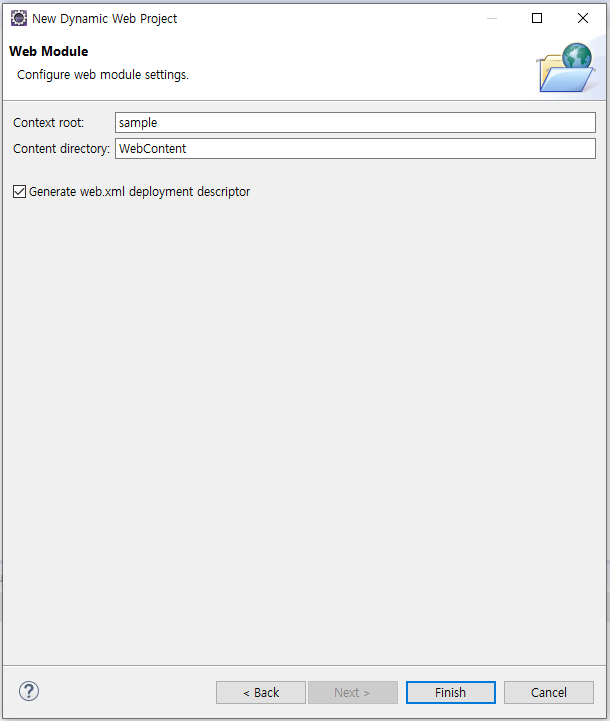 New Dynamic Web Project
Web Module
Configure web module settings.
Context root: sample
Content directory: WebContent
Generate web.xml deployment descriptor
? < Back Next > Finish Cancel